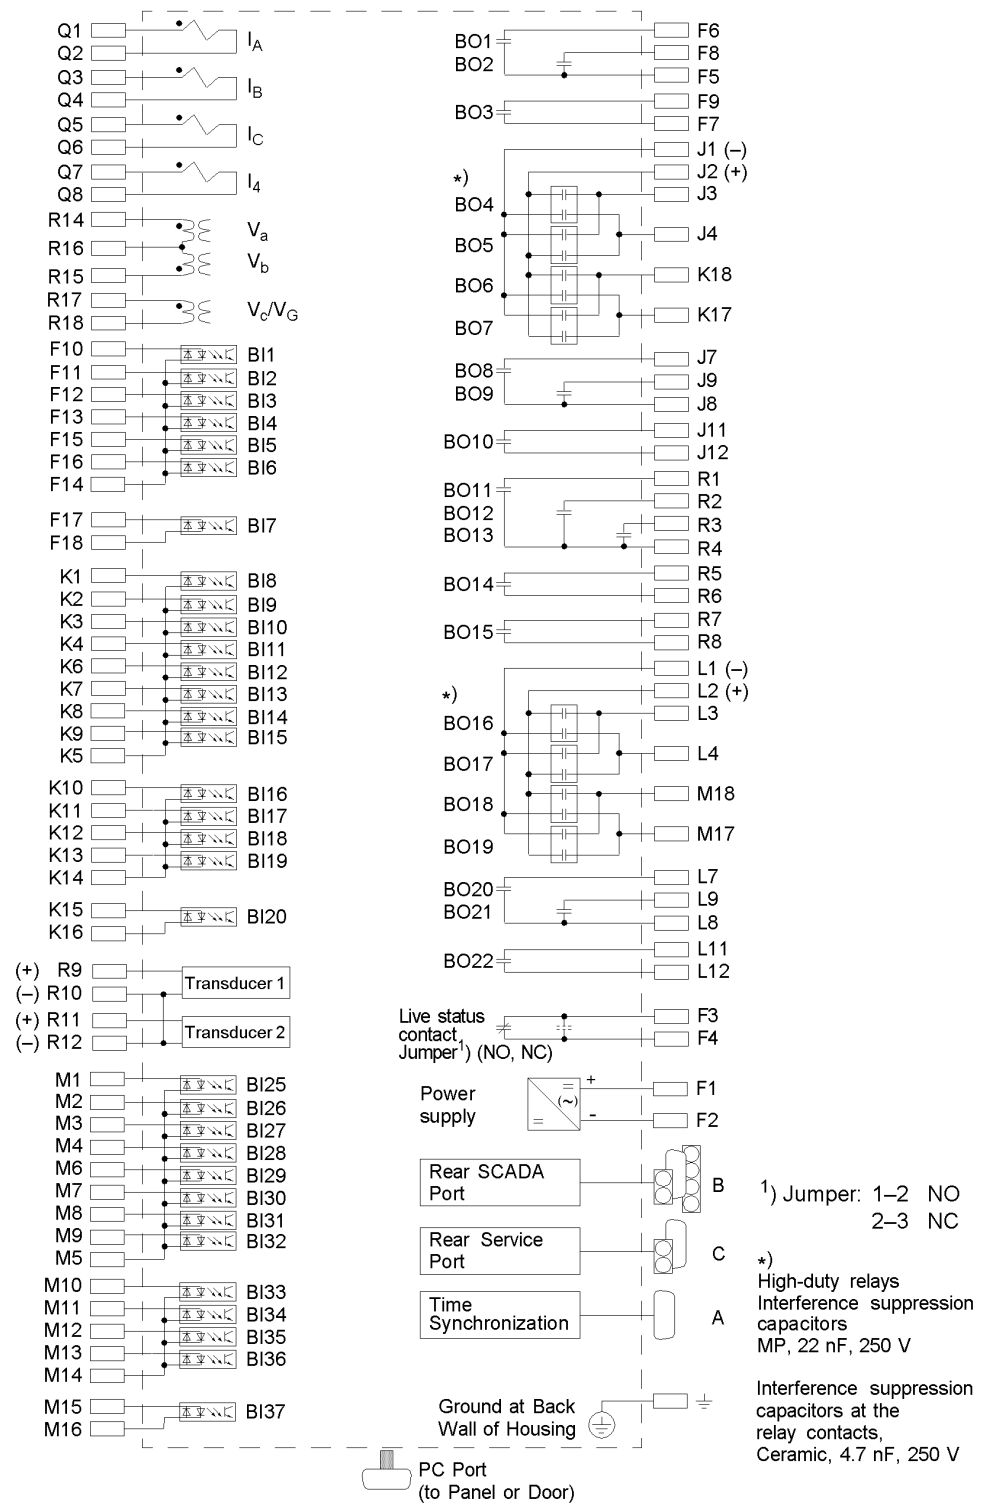 Q1
Q2
I_A
Q3
Q4
I_B
Q5
Q6
I_C
Q7
Q8
I_4
R14
V_a
R16
V_b
R15
R17
V_c/V_G
R18
F10
BI1
F11
BI2
F12
BI3
F13
BI4
F15
BI5
F16
BI6
F14
F17
BI7
F18
K1
BI8
K2
BI9
K3
BI10
K4
BI11
K6
BI12
K7
BI13
K8
BI14
K9
BI15
K5
K10
BI16
K11
BI17
K12
BI18
K13
BI19
K14
K15
BI20
K16
(+) R9
Transducer 1
(–) R10
(+) R11
Transducer 2
(–) R12
M1
BI25
M2
BI26
M3
BI27
M4
BI28
M6
BI29
M7
BI30
M8
BI31
M9
BI32
M5
M10
BI33
M11
BI34
M12
BI35
M13
BI36
M14
M15
BI37
M16
BO1
F6
BO2
F8
F5
BO3
F9
F7
J1 (–)
J2 (+)
*)
J3
BO4
J4
BO5
K18
BO6
K17
BO7
BO8
J7
BO9
J9
J8
BO10
J11
J12
BO11
R1
BO12
R2
BO13
R3
R4
BO14
R5
R6
BO15
R7
R8
L1 (–)
L2 (+)
*)
L3
BO16
L4
BO17
M18
BO18
M17
BO19
BO20
L7
BO21
L9
L8
BO22
L11
L12
Live status
contact
Jumper¹) (NO, NC)
F3
F4
Power
supply
=
(~)
=
+
-
F1
F2
Rear SCADA
Port
B
Rear Service
Port
C
Time
Synchronization
A
Ground at Back
Wall of Housing
PC Port
(to Panel or Door)
¹) Jumper: 1–2 NO
2–3 NC
*)
High-duty relays
Interference suppression
capacitors
MP, 22 nF, 250 V
Interference suppression
capacitors at the
relay contacts,
Ceramic, 4.7 nF, 250 V